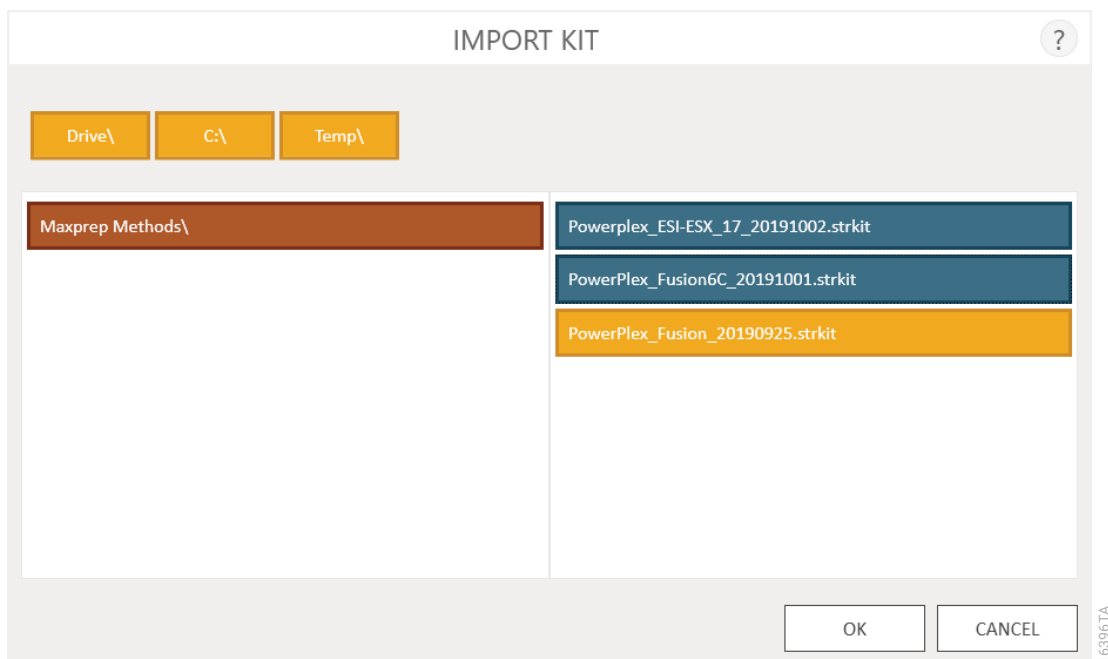 IMPORT KIT
?
Drive\
C:\
Temp\
Maxprep Methods\
Powerplex_ESI-ESX_17_20191002.strkit
PowerPlex_Fusion6C_20191001.strkit
PowerPlex_Fusion_20190925.strkit
OK
CANCEL
6396TA